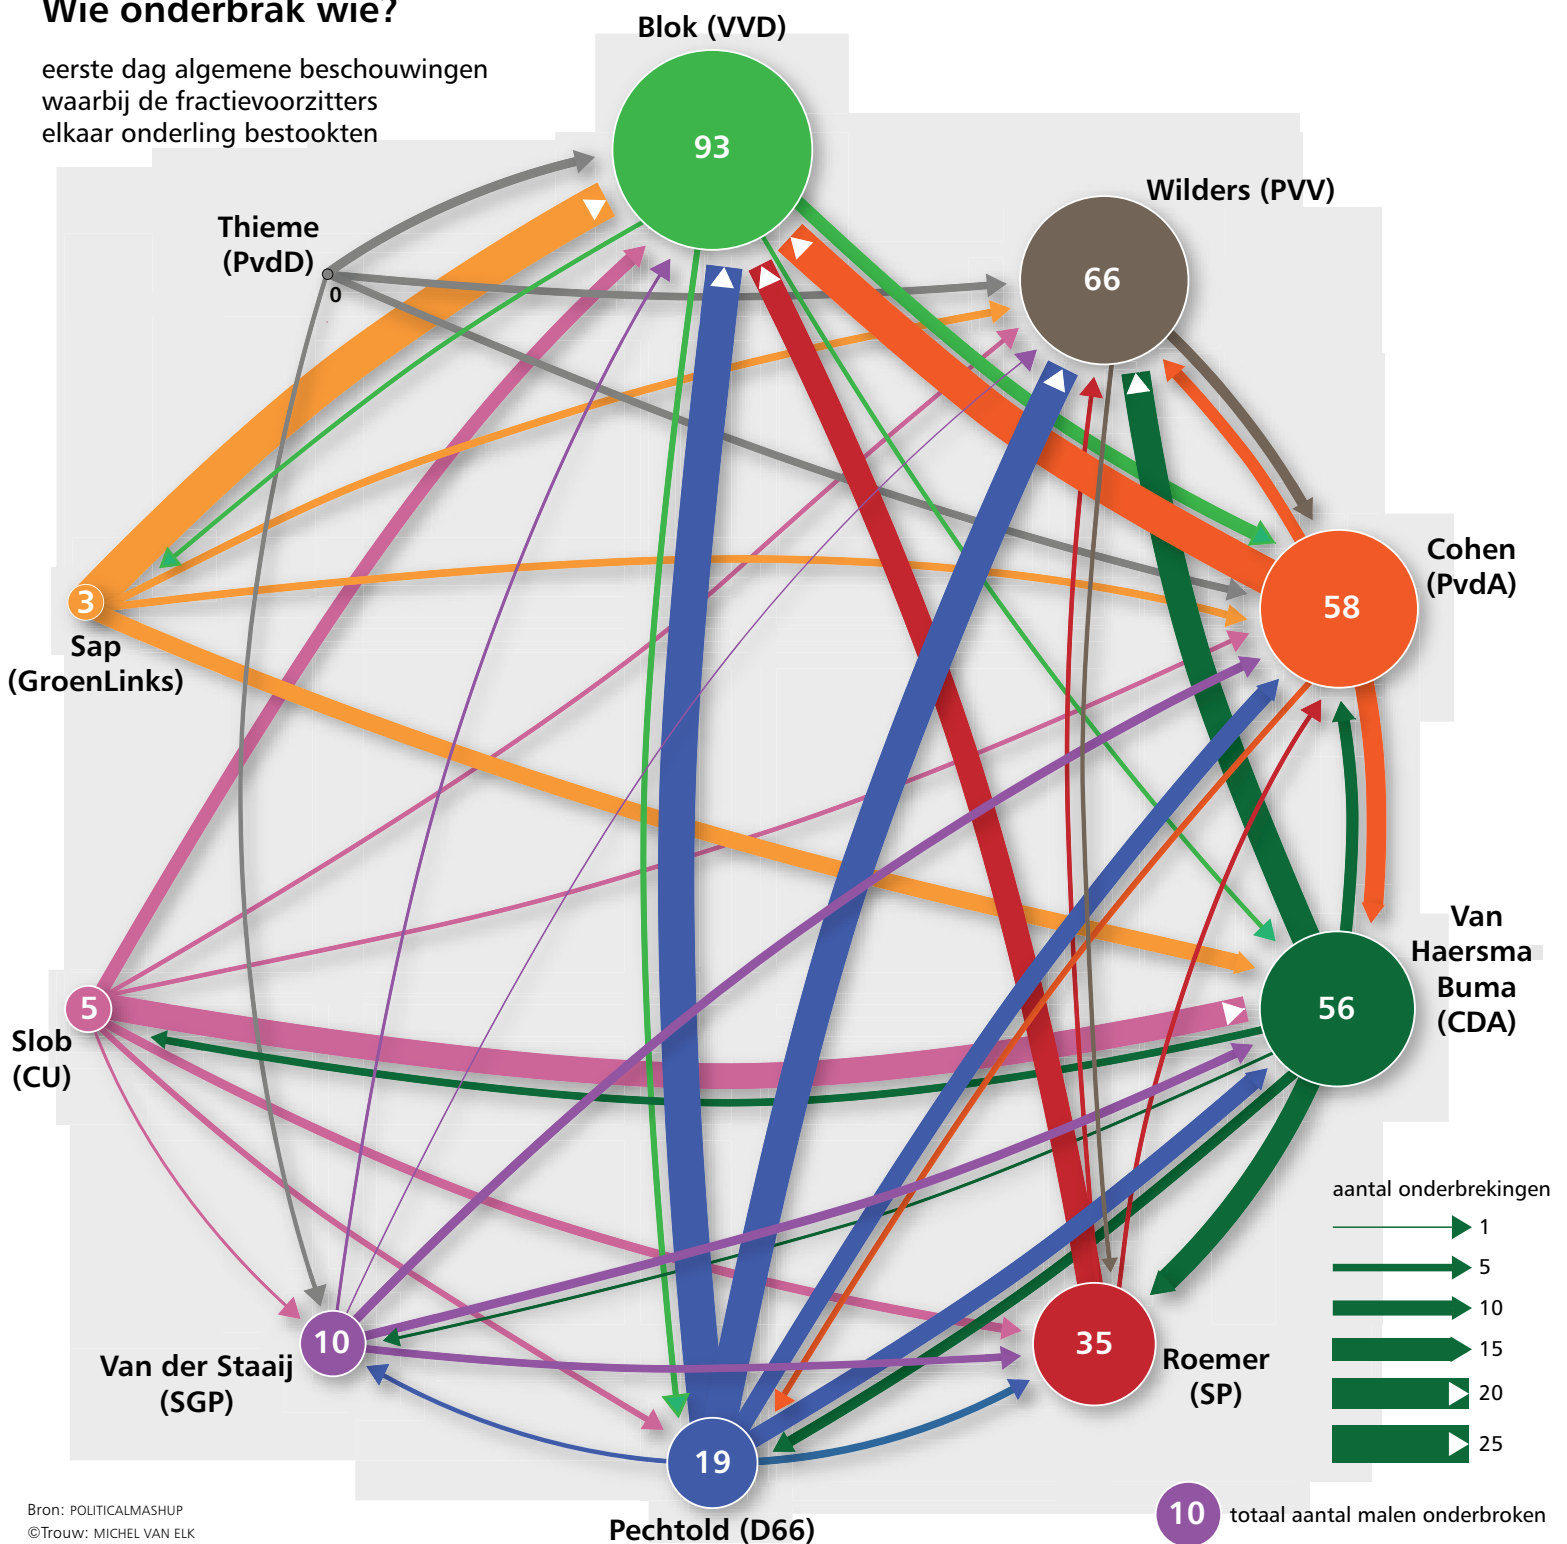 Wie onderbrak wie?
eerste dag algemene beschouwingen
waarbij de fractievoorzitters
elkaar onderling bestookten
Blok (VVD)
93
Wilders (PVV)
66
Thieme
(PvdD)
0
Cohen
(PvdA)
58
3
Sap
(GroenLinks)
Van
Haersma
Buma
(CDA)
56
5
Slob
(CU)
aantal onderbrekingen
1
5
10
15
20
25
10
Van der Staaij
(SGP)
35
Roemer
(SP)
19
Pechtold (D66)
10 totaal aantal malen onderbroken
Bron: POLITICALMASHUP
©Trouw: MICHEL VAN ELK